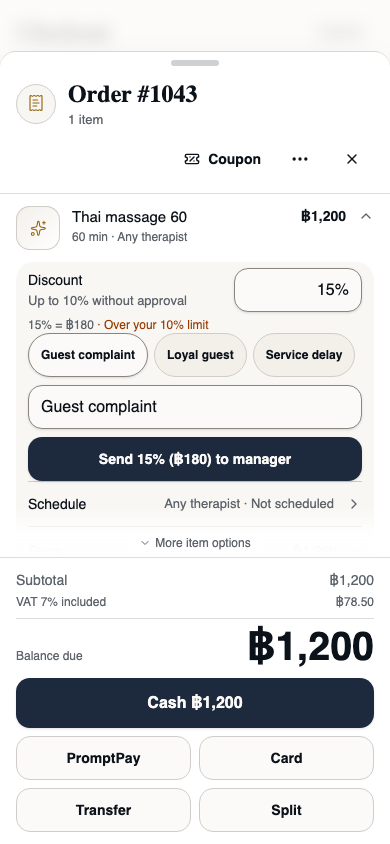 Order #1043
1 item
Coupon
Thai massage 60
฿1,200
60 min · Any therapist
Discount
15%
Up to 10% without approval
15% = ฿180 · Over your 10% limit
Guest complaint
Loyal guest
Service delay
Guest complaint
Send 15% (฿180) to manager
Schedule
Any therapist · Not scheduled
More item options
Subtotal
฿1,200
VAT 7% included
฿78.50
Balance due
฿1,200
Cash ฿1,200
PromptPay
Card
Transfer
Split